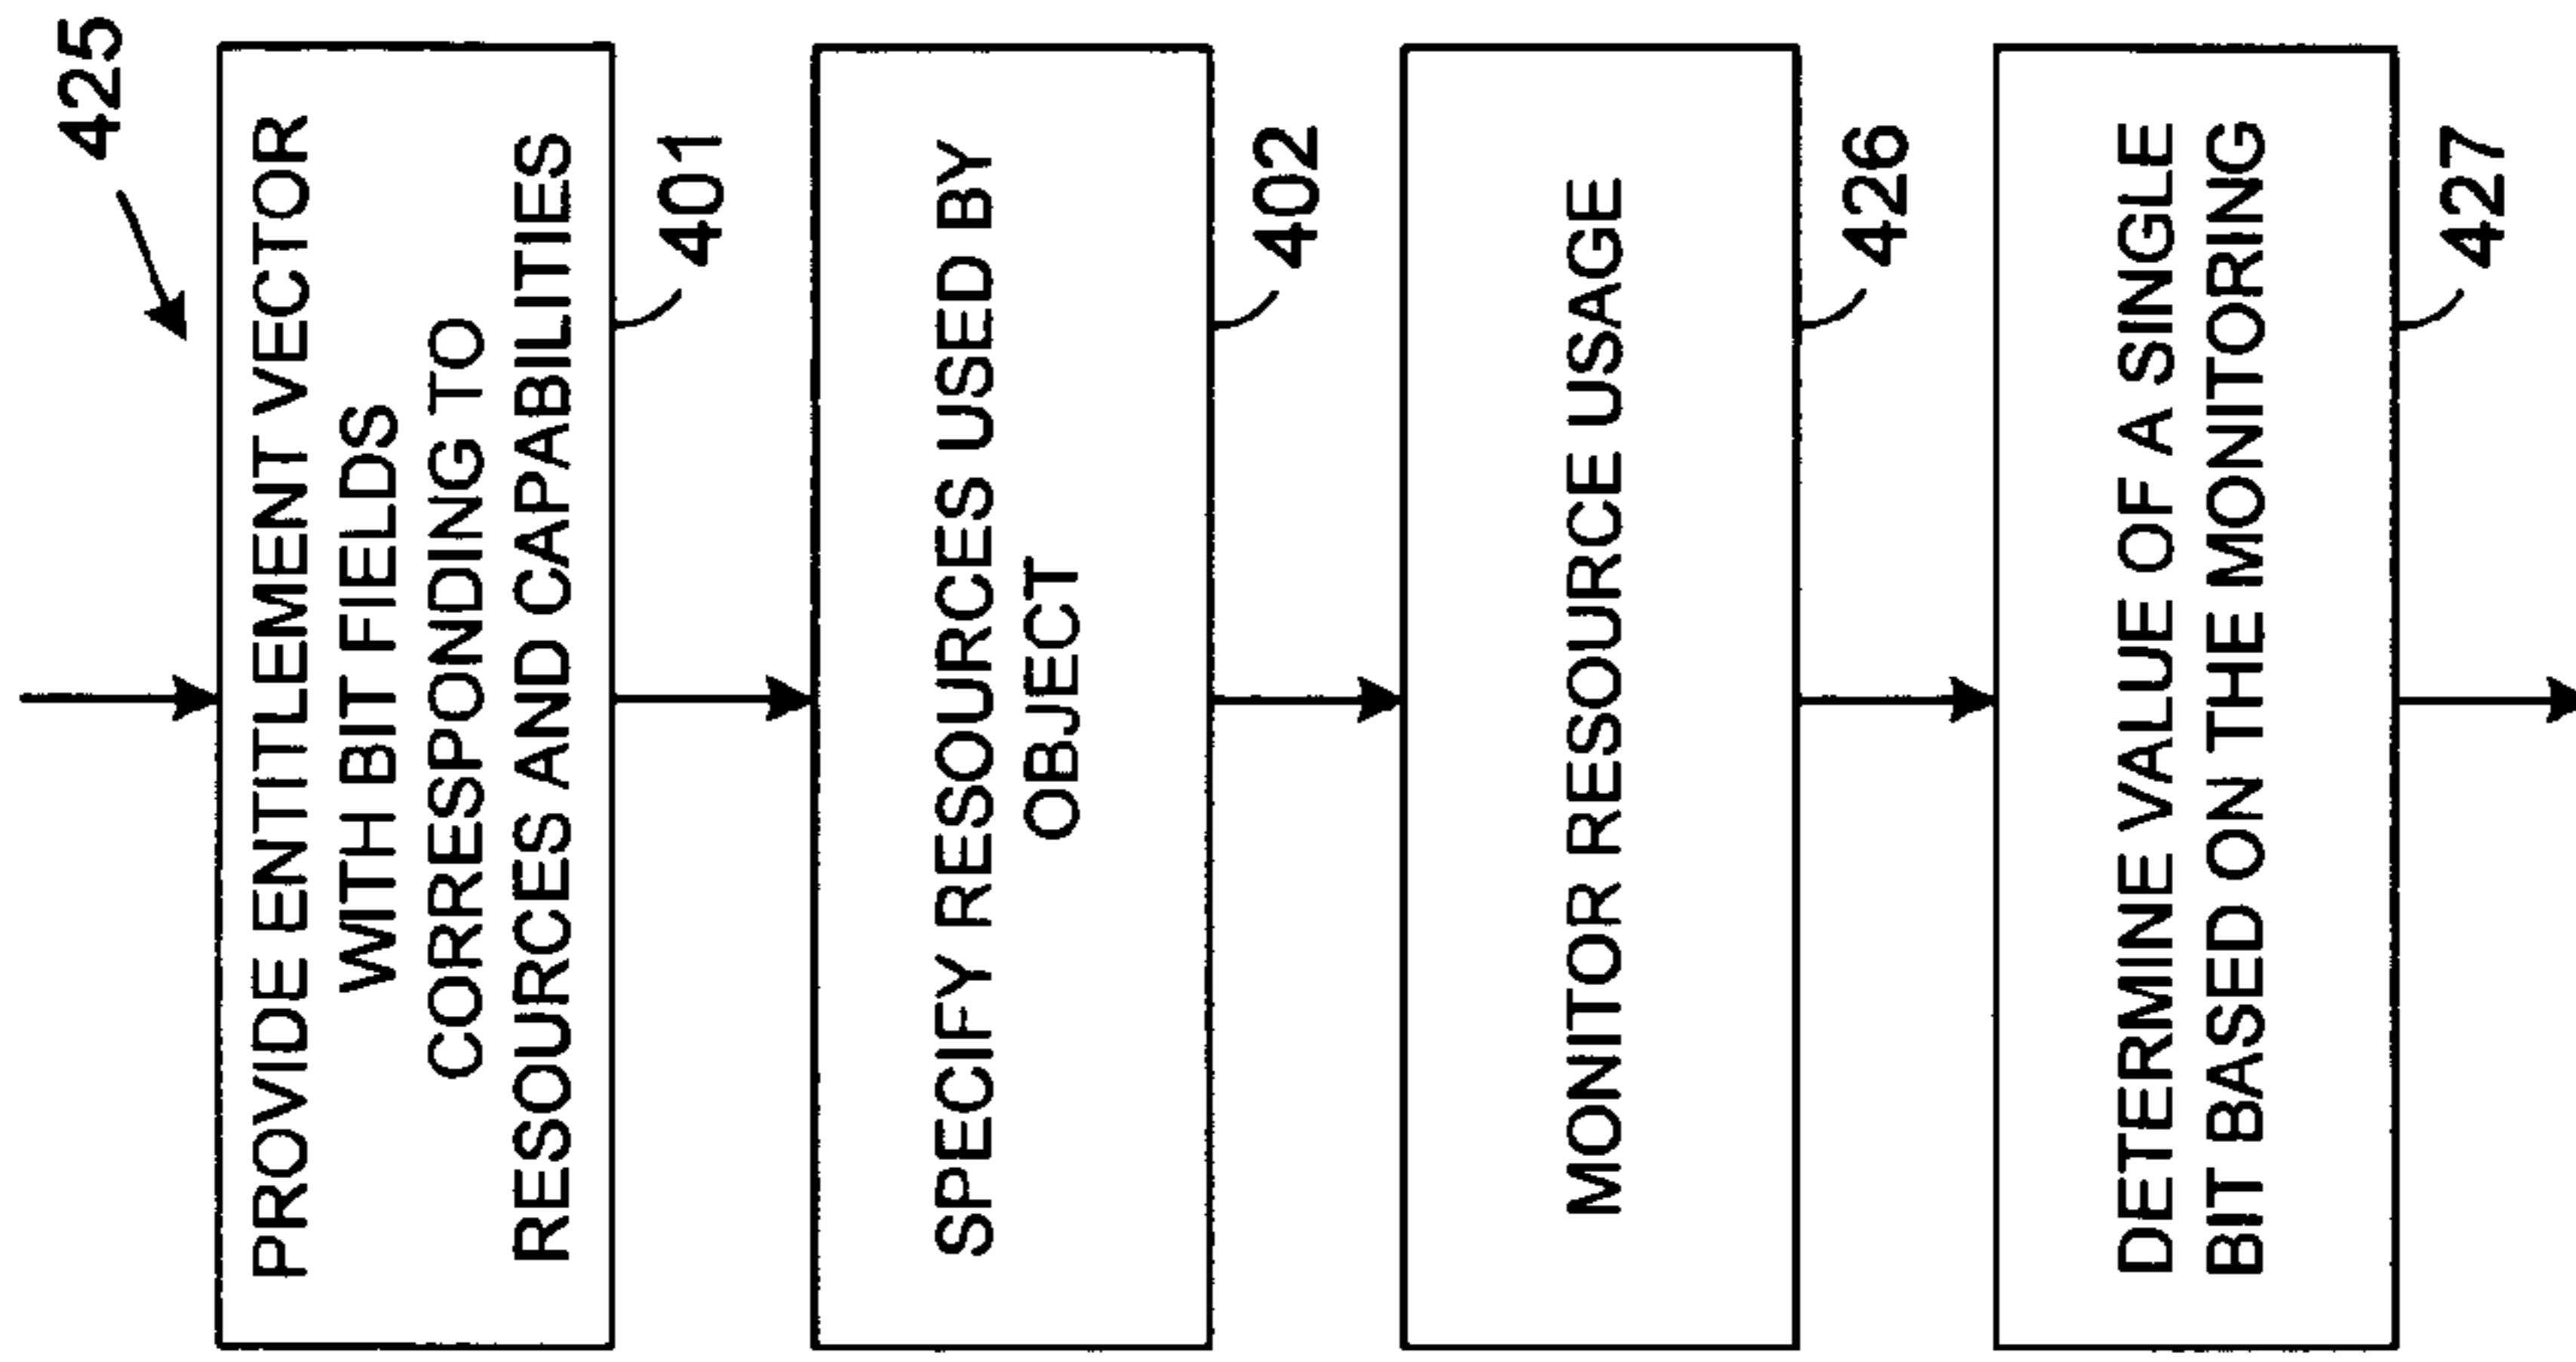 425
PROVIDE ENTITLEMENT VECTOR
WITH BIT FIELDS
CORRESPONDING TO
RESOURCES AND CAPABILITIES
401
SPECIFY RESOURCES USED BY
OBJECT
402
MONITOR RESOURCE USAGE
426
DETERMINE VALUE OF A SINGLE
BIT BASED ON THE MONITORING
427